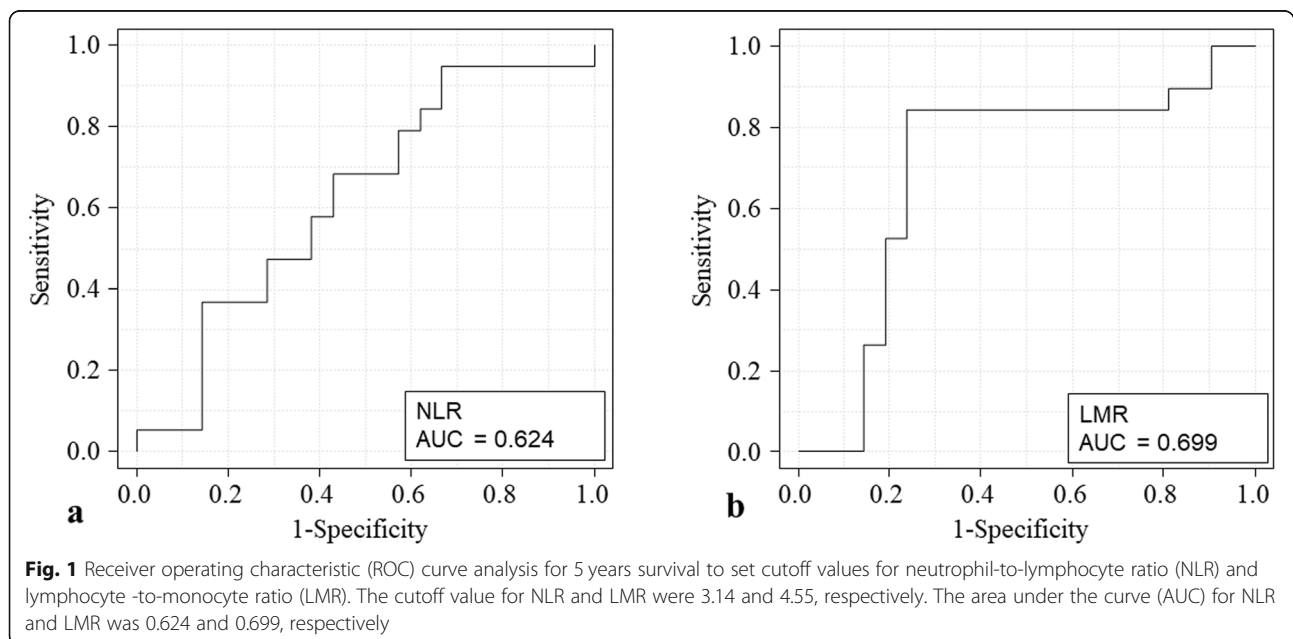 1.0
0.8
0.6
0.4
0.2
0.0
Sensitivity
NLR
AUC = 0.624
0.0 0.2 0.4 0.6 0.8 1.0
a
1-Specificity
1.0
0.8
0.6
0.4
0.2
0.0
Sensitivity
LMR
AUC = 0.699
0.0 0.2 0.4 0.6 0.8 1.0
b
1-Specificity
Fig. 1 Receiver operating characteristic (ROC) curve analysis for 5 years survival to set cutoff values for neutrophil-to-lymphocyte ratio (NLR) and
lymphocyte -to-monocyte ratio (LMR). The cutoff value for NLR and LMR were 3.14 and 4.55, respectively. The area under the curve (AUC) for NLR
and LMR was 0.624 and 0.699, respectively